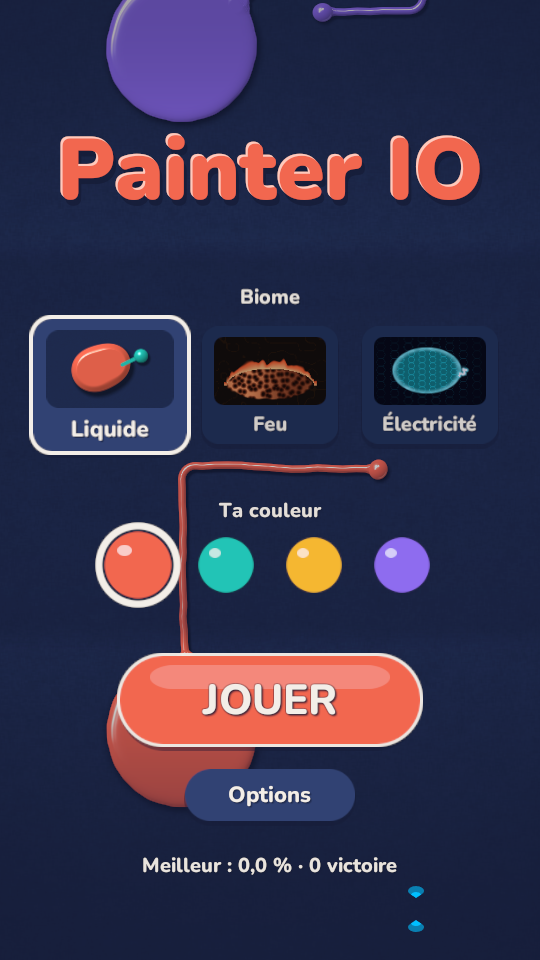 Painter IO
Biome
Liquide
Feu
Électricité
Ta couleur
JOUER
Options
Meilleur : 0,0 % · 0 victoire